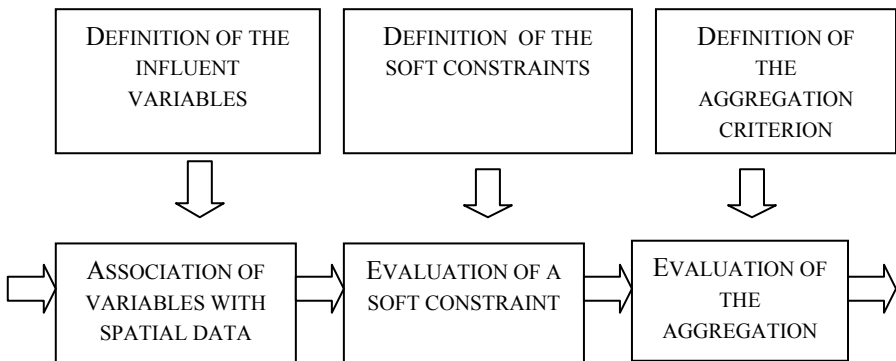 DEFINITION OF THE
INFLUENT
VARIABLES
DEFINITION OF THE
SOFT CONSTRAINTS
DEFINITION OF
THE
AGGREGATION
CRITERION
ASSOCIATION OF
VARIABLES WITH
SPATIAL DATA
EVALUATION OF A
SOFT CONSTRAINT
EVALUATION OF
THE
AGGREGATION